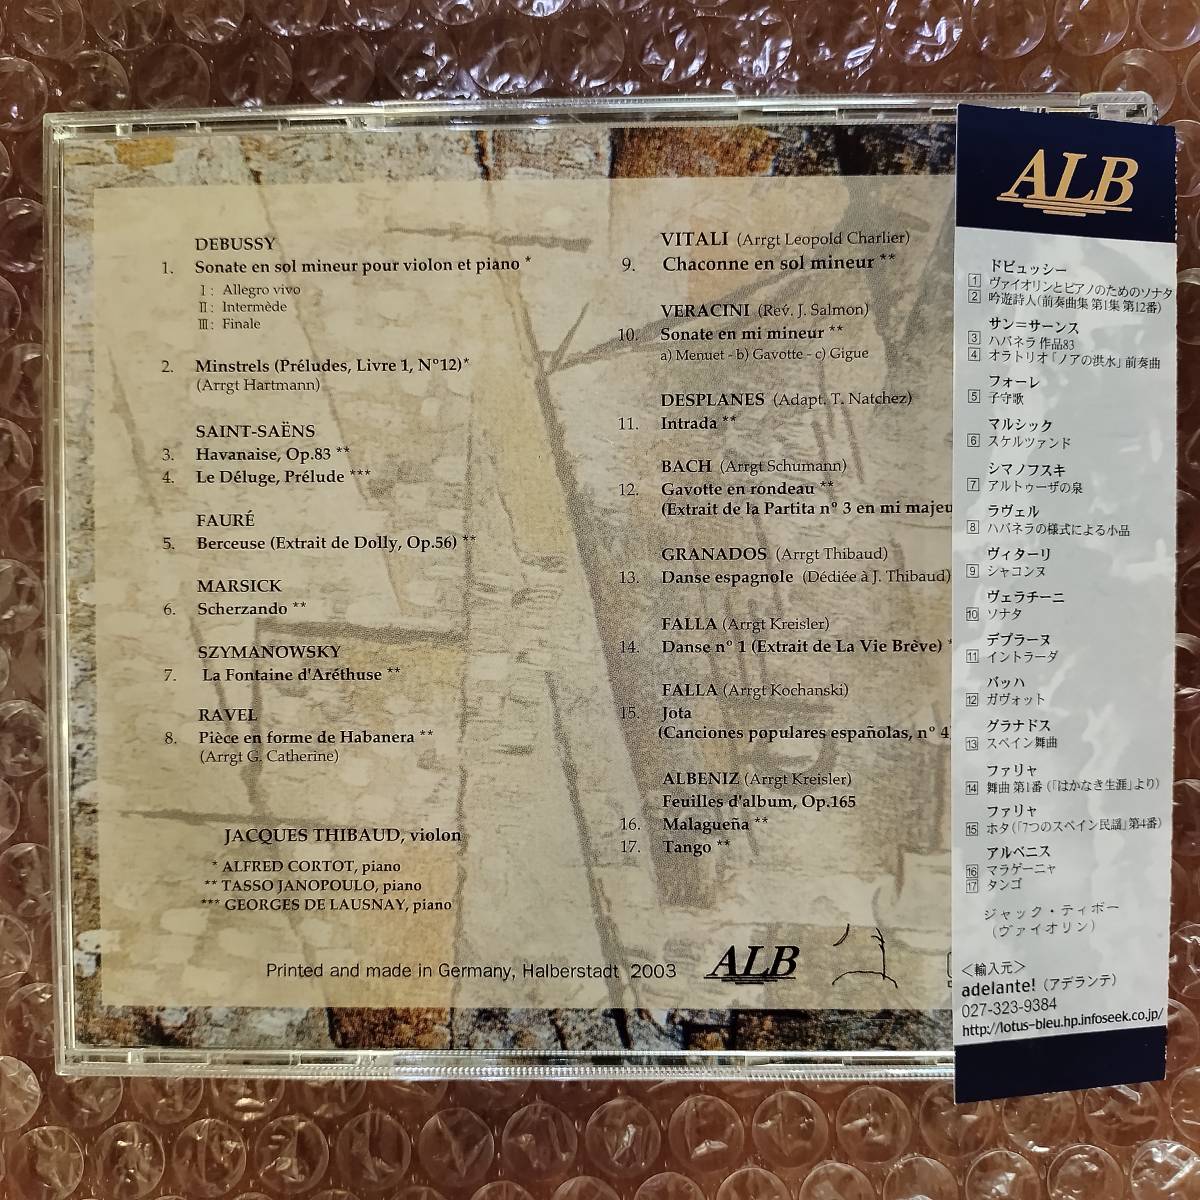 DEBUSSY
1. Sonate en sol mineur pour violon et piano *
I : Allegro vivo
II : Intermède
III : Finale
2. Minstrels (Préludes, Livre 1, N°12)*
(Arrgt Hartmann)
SAINT-SAËNS
3. Havanaise, Op.83 **
4. Le Déluge, Prélude ***
FAURÉ
5. Berceuse (Extrait de Dolly, Op.56) **
MARSICK
6. Scherzando **
SZYMANOWSKY
7. La Fontaine d'Aréthuse **
RAVEL
8. Pièce en forme de Habanera **
(Arrgt G. Catherine)
JACQUES THIBAUD, violon
* ALFRED CORTOT, piano
** TASSO JANOPOULO, piano
*** GEORGES DE LAUSNAY, piano
VITALI (Arrgt Leopold Charlier)
9. Chaconne en sol mineur **
VERACINI (Rev. J. Salmon)
10. Sonate en mi mineur **
a) Menuet - b) Gavotte - c) Gigue
DESPLANES (Adapt. T. Natchez)
11. Intrada **
BACH (Arrgt Schumann)
12. Gavotte en rondeau **
(Extrait de la Partita n° 3 en mi majeu
GRANADOS (Arrgt Thibaud)
13. Danse espagnole (Dédiée à J. Thibaud)
FALLA (Arrgt Kreisler)
14. Danse n° 1 (Extrait de La Vie Brève) *
FALLA (Arrgt Kochanski)
15. Jota
(Canciones populares españolas, n° 4
ALBENIZ (Arrgt Kreisler)
Feuilles d'album, Op.165
16. Malagueña **
17. Tango **
Printed and made in Germany, Halberstadt 2003
ALB
ALB
ドビュッシー
1 ヴァイオリンとピアノのためのソナタ
2 吟遊詩人(前奏曲集 第1集 第12番)
サン=サーンス
3 ハバネラ 作品83
4 オラトリオ「ノアの洪水」前奏曲
フォーレ
5 子守歌
マルシック
6 スケルツァンド
シマノフスキ
7 アルトゥーザの泉
ラヴェル
8 ハバネラの様式による小品
ヴィターリ
9 シャコンヌ
ヴェラチーニ
10 ソナタ
デプラーヌ
11 イントラーダ
バッハ
12 ガヴォット
グラナドス
13 スペイン舞曲
ファリャ
14 舞曲 第1番(「はかなき生涯」より)
ファリャ
15 ホタ(「7つのスペイン民謡」第4番)
アルベニス
16 マラゲーニャ
17 タンゴ
ジャック・ティボー
(ヴァイオリン)
＜輸入元＞
adelante!(アデランテ)
027-323-9384
http://lotus-bleu.hp.infoseek.co.jp/